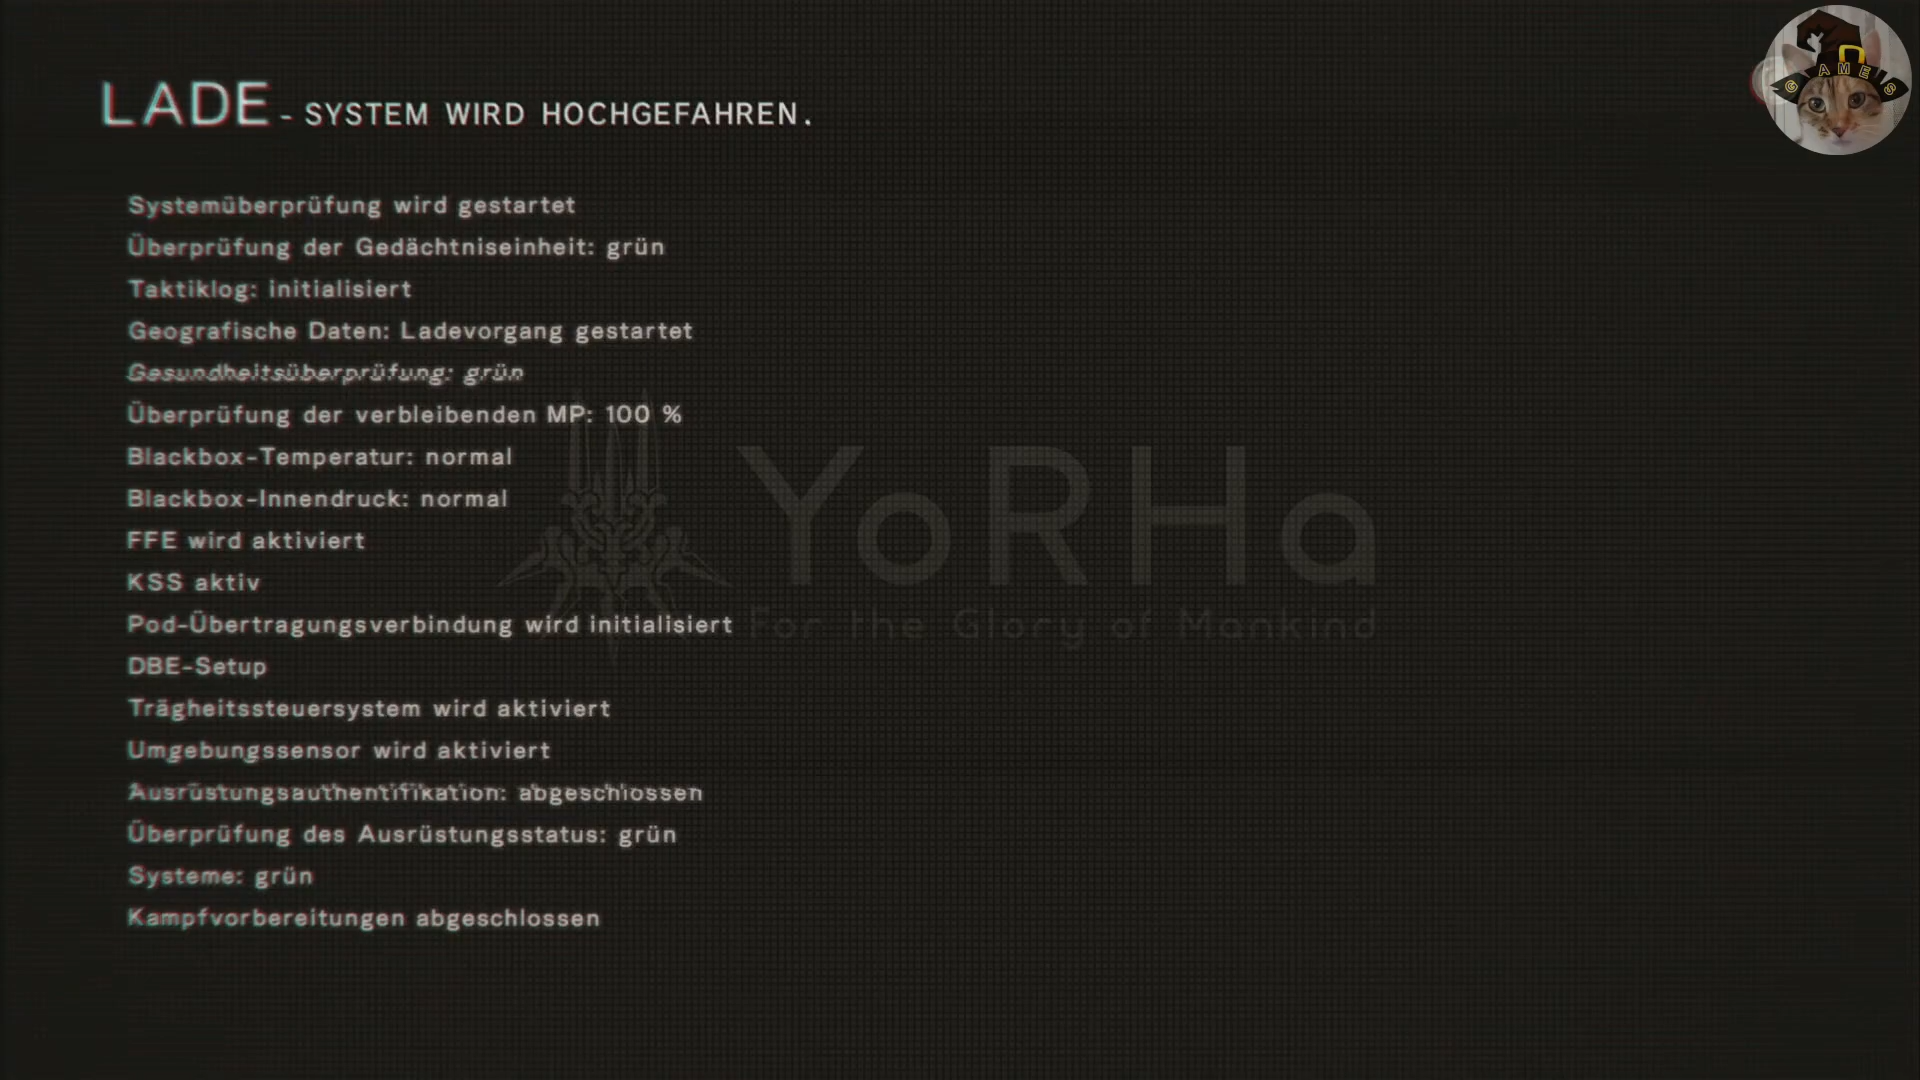 LADE - SYSTEM WIRD HOCHGEFAHREN.
GAMES
Systemüberprüfung wird gestartet
Überprüfung der Gedächtniseinheit: grün
Taktiklog: initialisiert
Geografische Daten: Ladevorgang gestartet
Gesundheitsüberprüfung: grün
Überprüfung der verbleibenden MP: 100 %
Blackbox-Temperatur: normal
Blackbox-Innendruck: normal
FFE wird aktiviert
KSS aktiv
Pod-Übertragungsverbindung wird initialisiert
DBE-Setup
Trägheitssteuersystem wird aktiviert
Umgebungssensor wird aktiviert
Ausrüstungsauthentifikation: abgeschlossen
Überprüfung des Ausrüstungsstatus: grün
Systeme: grün
Kampfvorbereitungen abgeschlossen
YoRHa
For the Glory of Mankind